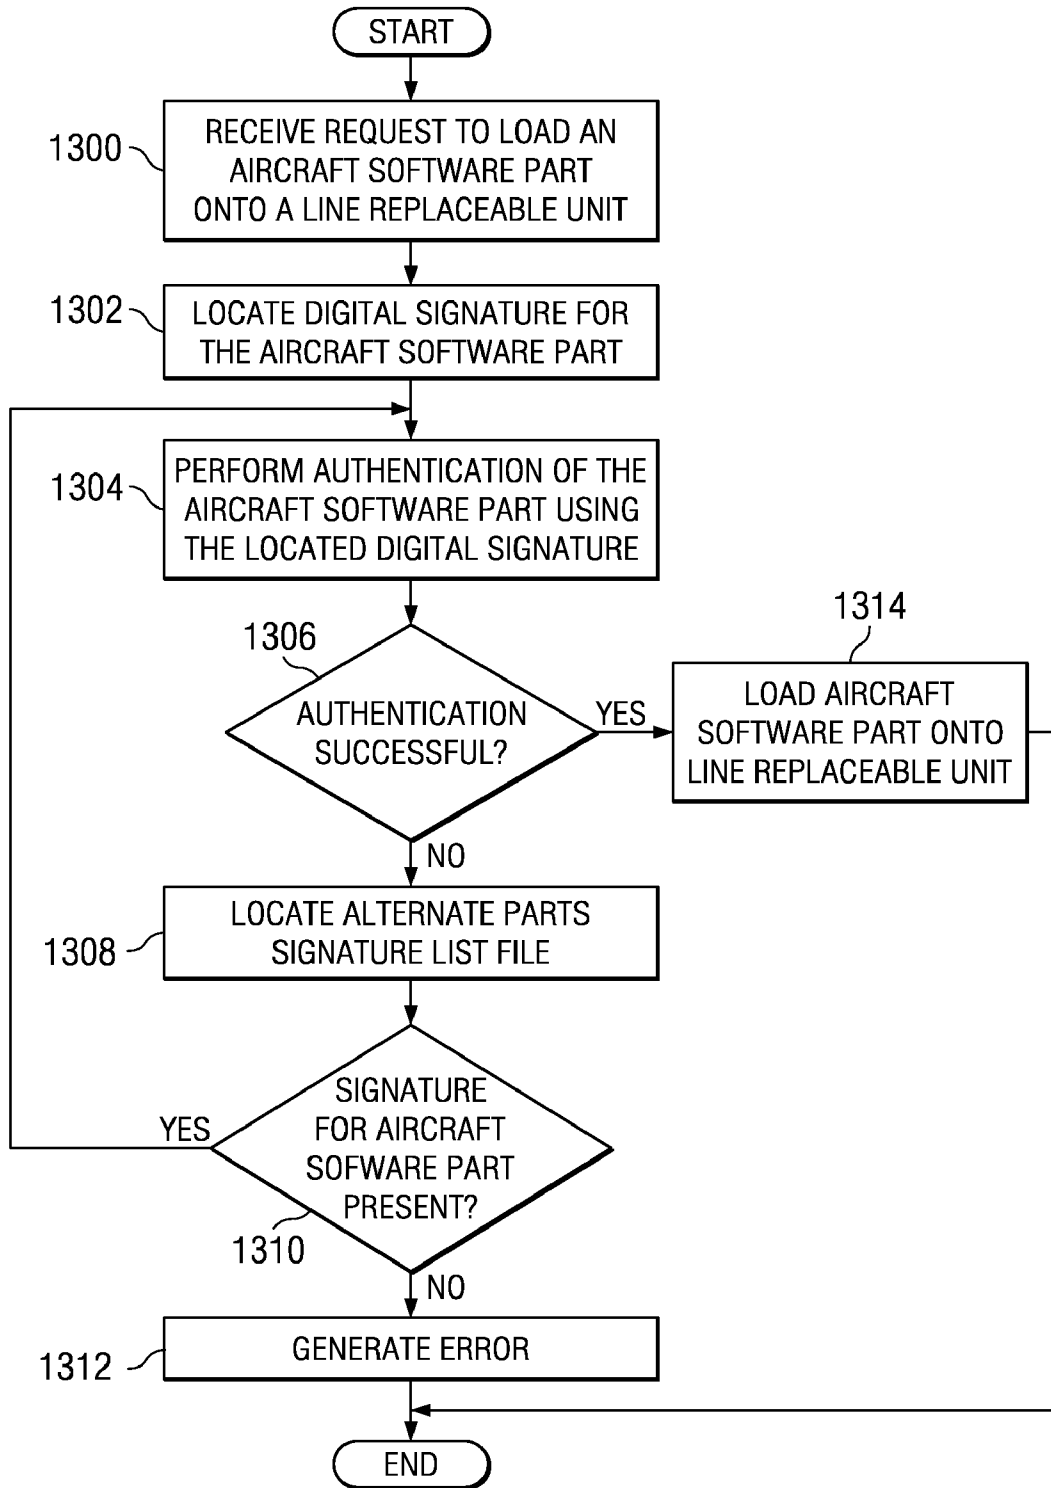 START
1300
RECEIVE REQUEST TO LOAD AN
AIRCRAFT SOFTWARE PART
ONTO A LINE REPLACEABLE UNIT
1302
LOCATE DIGITAL SIGNATURE FOR
THE AIRCRAFT SOFTWARE PART
1304
PERFORM AUTHENTICATION OF THE
AIRCRAFT SOFTWARE PART USING
THE LOCATED DIGITAL SIGNATURE
1306
AUTHENTICATION
SUCCESSFUL?
YES
1314
LOAD AIRCRAFT
SOFTWARE PART ONTO
LINE REPLACEABLE UNIT
NO
1308
LOCATE ALTERNATE PARTS
SIGNATURE LIST FILE
YES
SIGNATURE
FOR AIRCRAFT
SOFWARE PART
PRESENT?
1310
NO
1312
GENERATE ERROR
END